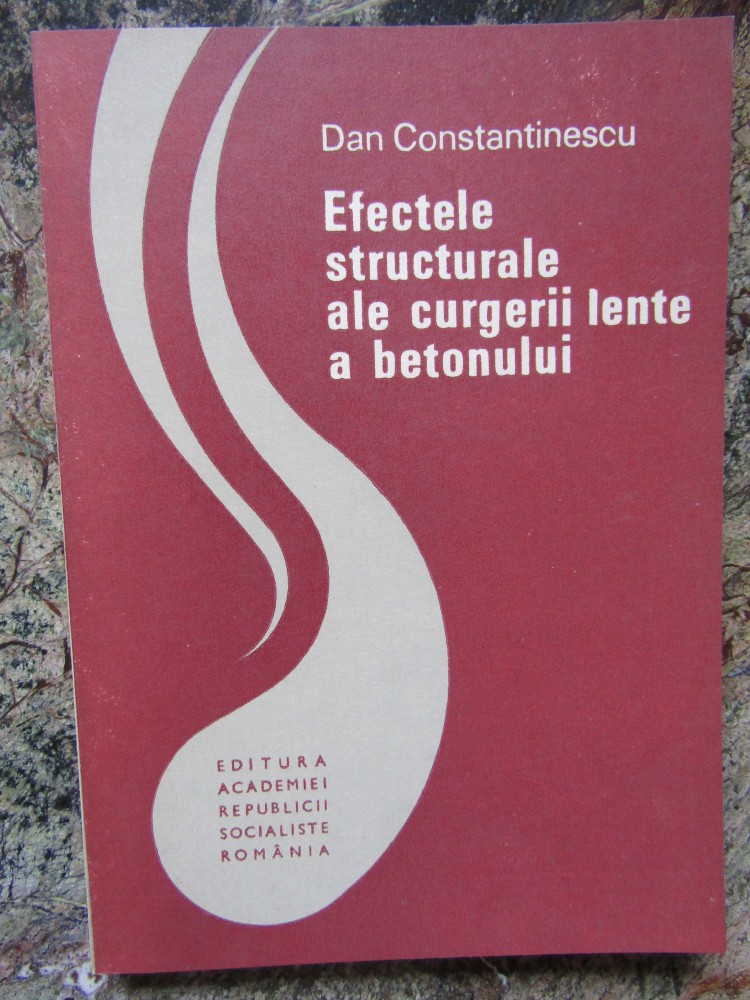 Dan Constantinescu
Efectele
structurale
ale curgerii lente
a betonului
EDITURA
ACADEMIEI
REPUBLICII
SOCIALISTE
ROMÂNIA